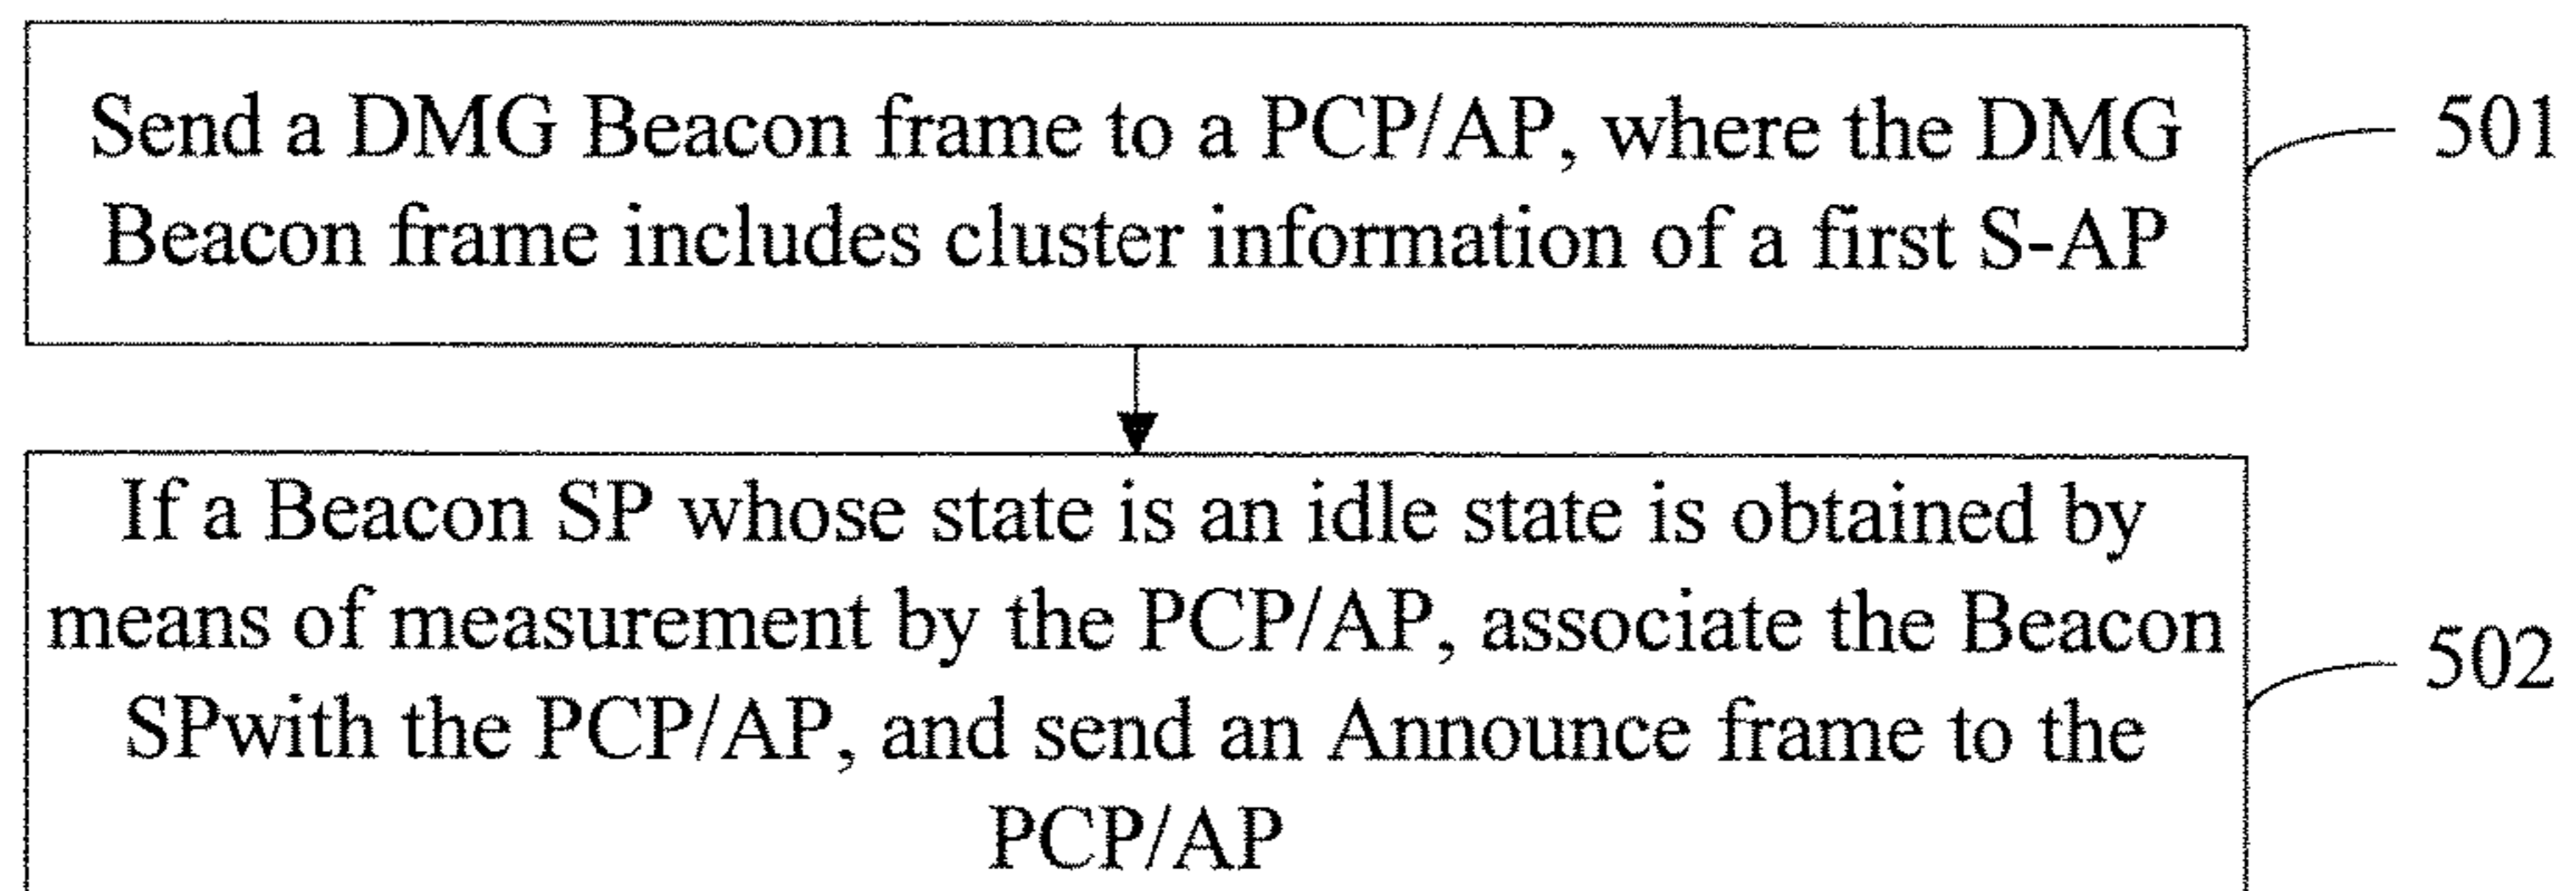 Send a DMG Beacon frame to a PCP/AP, where the DMG
Beacon frame includes cluster information of a first S-AP
501
If a Beacon SP whose state is an idle state is obtained by
means of measurement by the PCP/AP, associate the Beacon
SPwith the PCP/AP, and send an Announce frame to the
PCP/AP
502